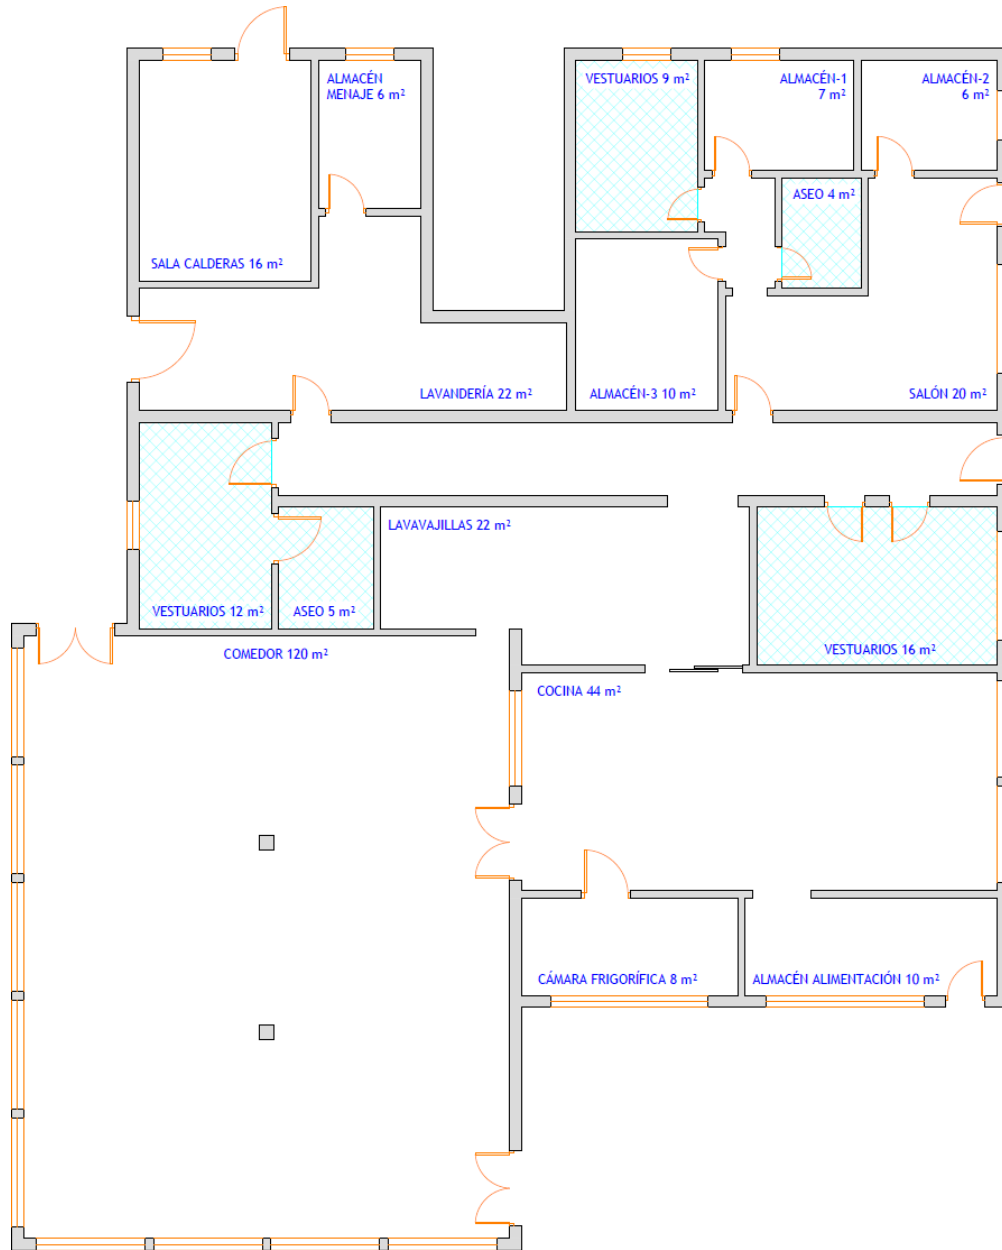 ALMACÉN
MENAJE 6 m²
VESTUARIOS 9 m²
ALMACÉN-1
7 m²
ALMACÉN-2
6 m²
ASEO 4 m²
SALA CALDERAS 16 m²
LAVANDERÍA 22 m²
ALMACÉN-3 10 m²
SALÓN 20 m²
LAVAVAJILLAS 22 m²
VESTUARIOS 12 m²
ASEO 5 m²
COMEDOR 120 m²
VESTUARIOS 16 m²
COCINA 44 m²
CÁMARA FRIGORÍFICA 8 m²
ALMACÉN ALIMENTACIÓN 10 m²